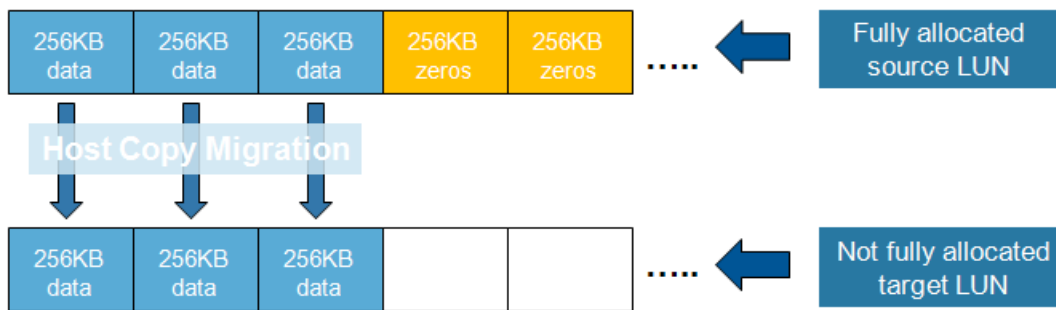 256KB
data
256KB
data
256KB
data
256KB
zeros
256KB
zeros
.....
Fully allocated
source LUN
Host Copy Migration
256KB
data
256KB
data
256KB
data
.....
Not fully allocated
target LUN